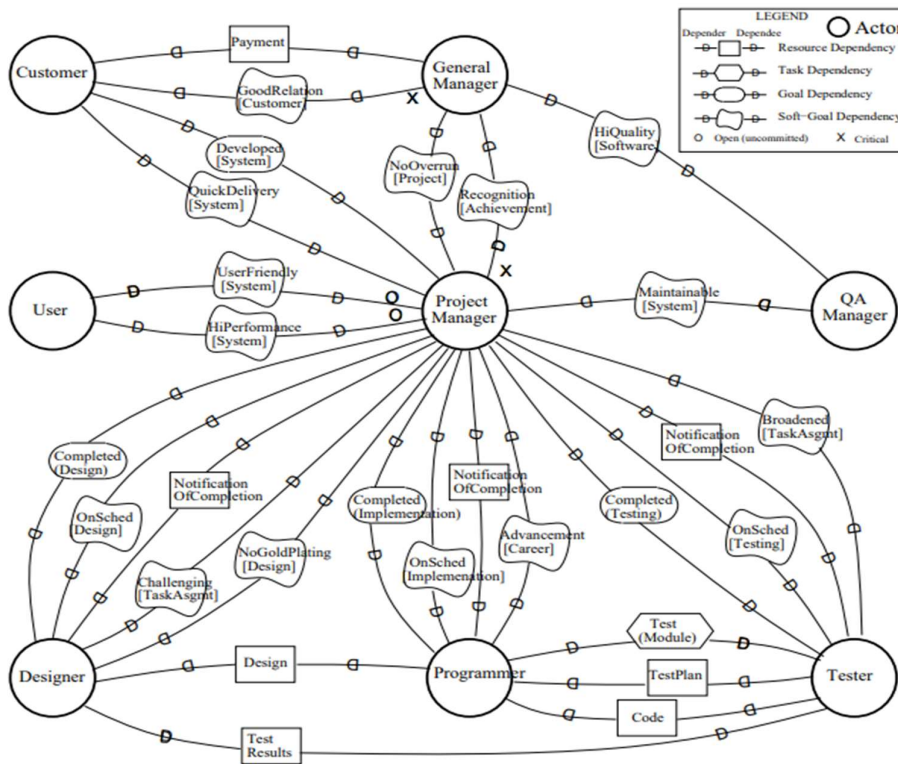 LEGEND
Depender Dependee
Actor
Resource Dependency
Task Dependency
Goal Dependency
Soft-Goal Dependency
O Open (uncommitted) X Critical
Customer
Payment
General
Manager
GoodRelation
[Customer
X
Developed
[System]
QuickDelivery
[System]
NoOverrun
[Project]
Recognition
[Achievement]
HiQuality
[Software
X
User
UserFriendly
[System]
HiPerformance
[System]
O
O
Project
Manager
Maintainable
[System]
QA
Manager
Completed
(Design)
OnSched
Design]
Notification
OfCompletion
Challenging
[TaskAsgmt]
NoGoldPlating
[Design]
Completed
(Implementation)
OnSched
[Implemenation]
Notification
OfCompletion
Advancement
[Career]
Completed
(Testing)
OnSched
[Testing]
Notification
OfCompletion
Broadened
[TaskAsgmt]
Designer
Design
Programmer
Test
(Module)
TestPlan
Code
Tester
Test
Results